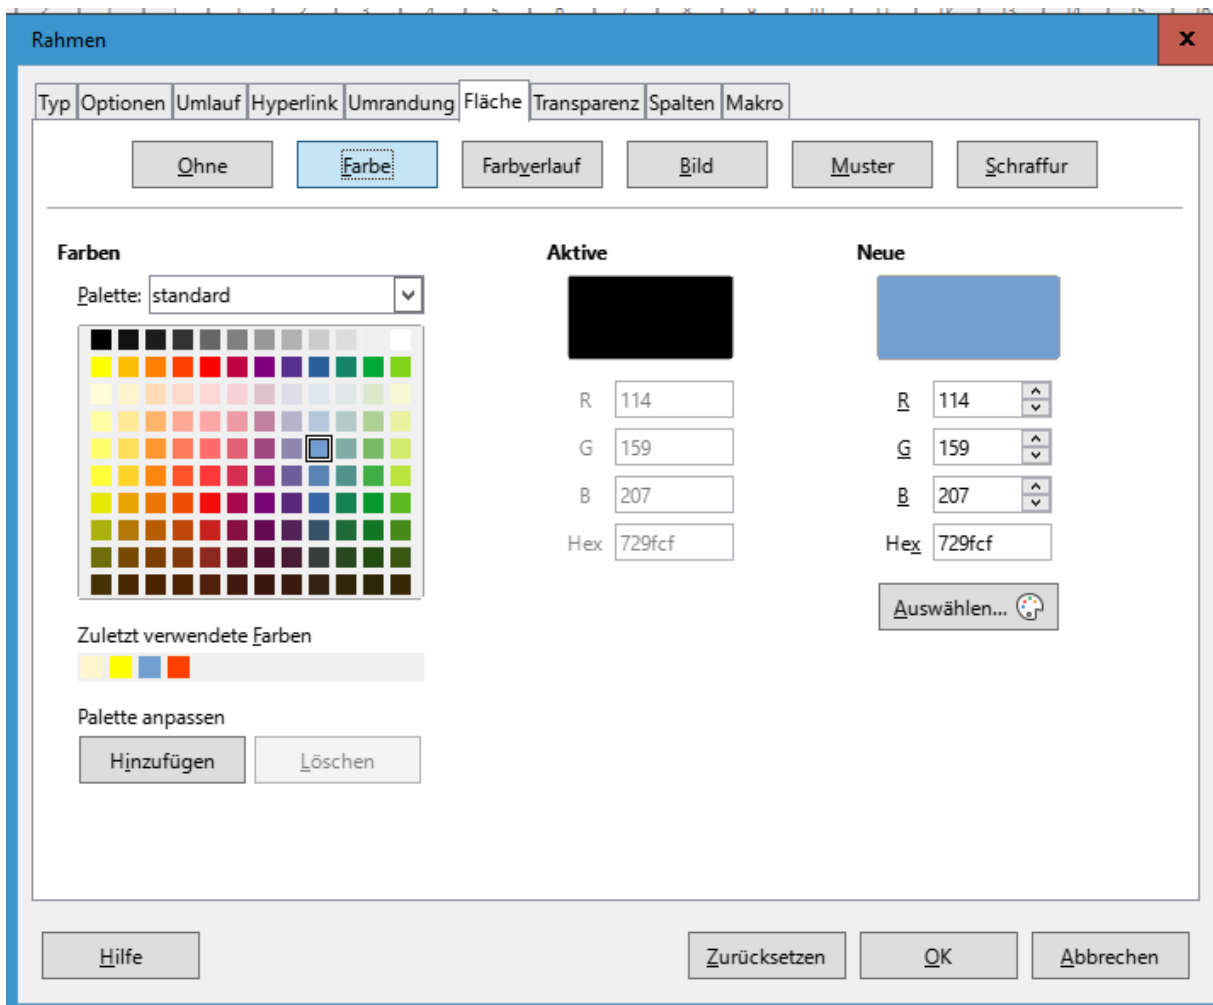 Rahmen x
Typ Optionen Umlauf Hyperlink Umrandung Fläche Transparenz Spalten Makro
Ohne Farbe Farbverlauf Bild Muster Schraffur
Farben Aktive Neue
Palette: standard
R 114 R 114
G 159 G 159
B 207 B 207
Hex 729fcf Hex 729fcf
Auswählen...
Zuletzt verwendete Farben
Palette anpassen
Hinzufügen Löschen
Hilfe Zurücksetzen OK Abbrechen